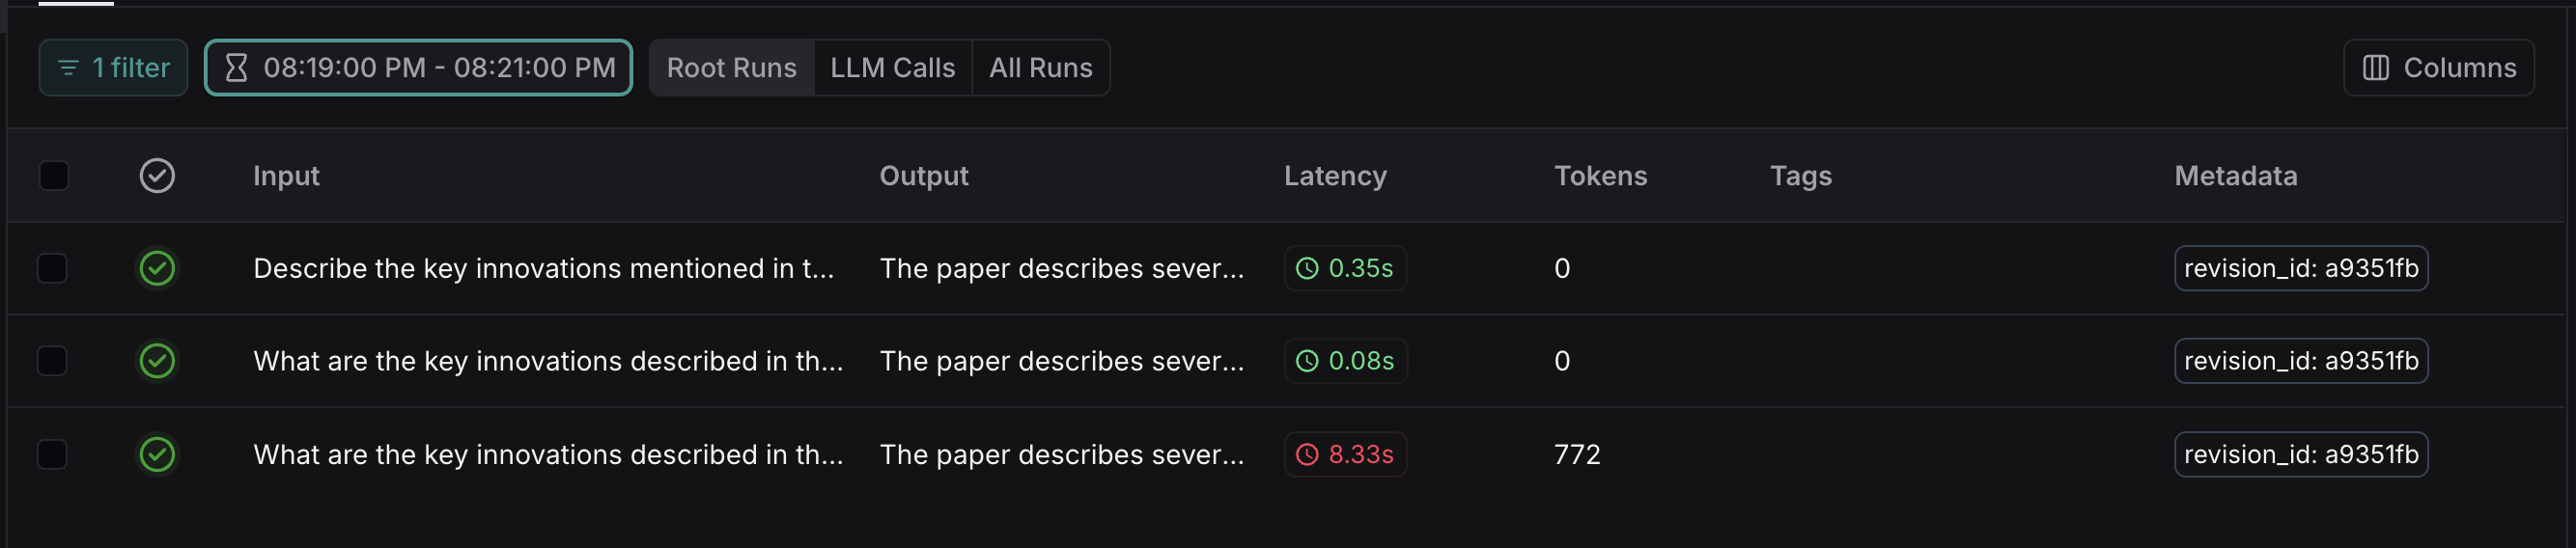 1 filter 08:19:00 PM - 08:21:00 PM Root Runs LLM Calls All Runs Columns
Input Output Latency Tokens Tags Metadata
Describe the key innovations mentioned in t... The paper describes sever... 0.35s 0 revision_id: a9351fb
What are the key innovations described in th... The paper describes sever... 0.08s 0 revision_id: a9351fb
What are the key innovations described in th... The paper describes sever... 8.33s 772 revision_id: a9351fb